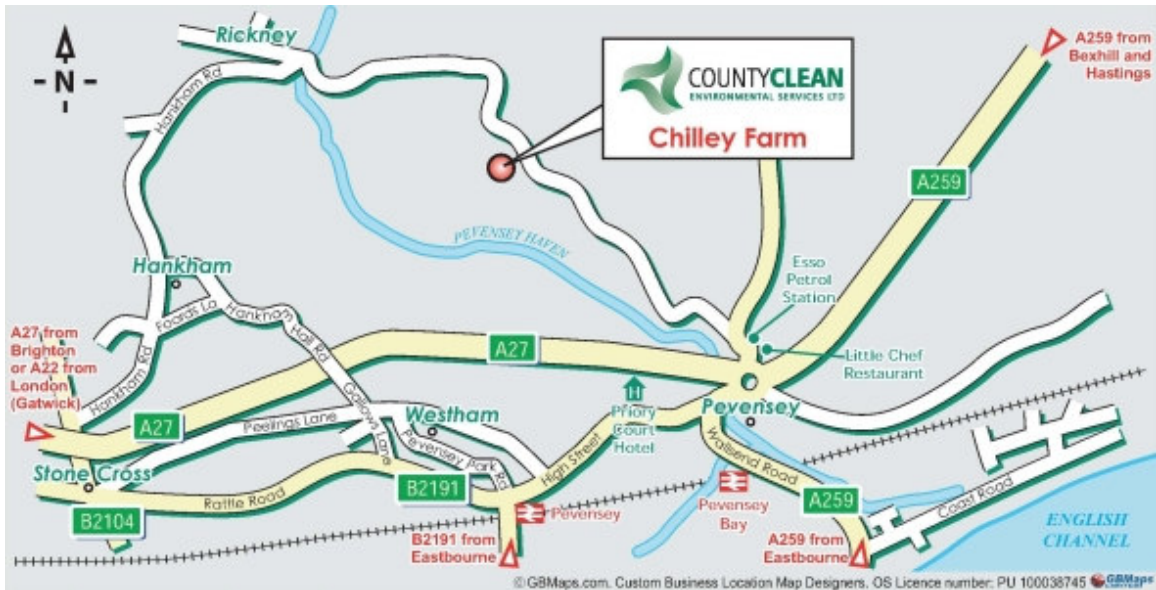 Rickney
N
Hankham Rd
COUNTYCLEAN
ENVIRONMENTAL SERVICES LTD
Chilley Farm
A259 from
Bexhill and
Hastings
A259
PEVENSEY HAVEN
Hankham
Foords La
Hankham Hall Rd
Esso
Petrol
Station
A27 from
Brighton
or A22 from
London
(Gatwick)
Hankham Rd
A27
Little Chef
Restaurant
A27
Peelings Lane
Gallows Lane
Westham
Pevensey Park Rd
High Street
H
Priory
Court
Hotel
Pevensey
Wallsend Road
Stone Cross
Rattle Road
B2191
B2104
Pevensey
Pevensey
Bay
A259
Coast Road
ENGLISH
CHANNEL
B2191 from
Eastbourne
A259 from
Eastbourne
© GBMaps.com. Custom Business Location Map Designers. OS Licence number: PU 100038745 GBMaps